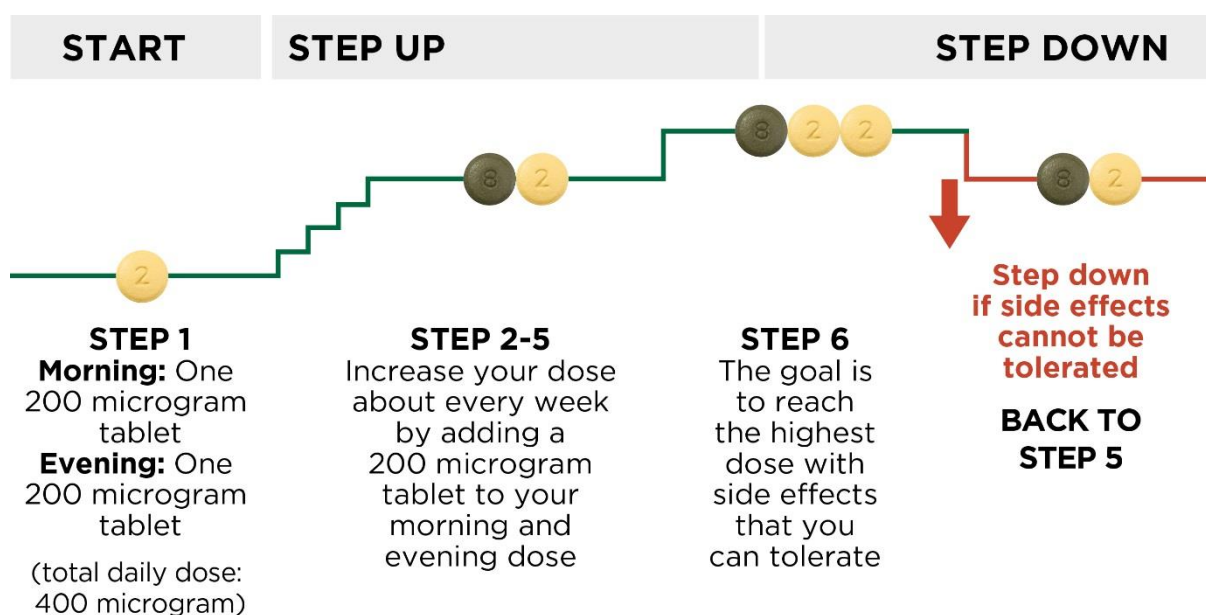 START
STEP UP
STEP DOWN
2
8 2
8 2 2
8 2
STEP 1
Morning: One
200 microgram
tablet
Evening: One
200 microgram
tablet
(total daily dose:
400 microgram)
STEP 2-5
Increase your dose
about every week
by adding a
200 microgram
tablet to your
morning and
evening dose
STEP 6
The goal is
to reach
the highest
dose with
side effects
that you
can tolerate
Step down
if side effects
cannot be
tolerated
BACK TO
STEP 5